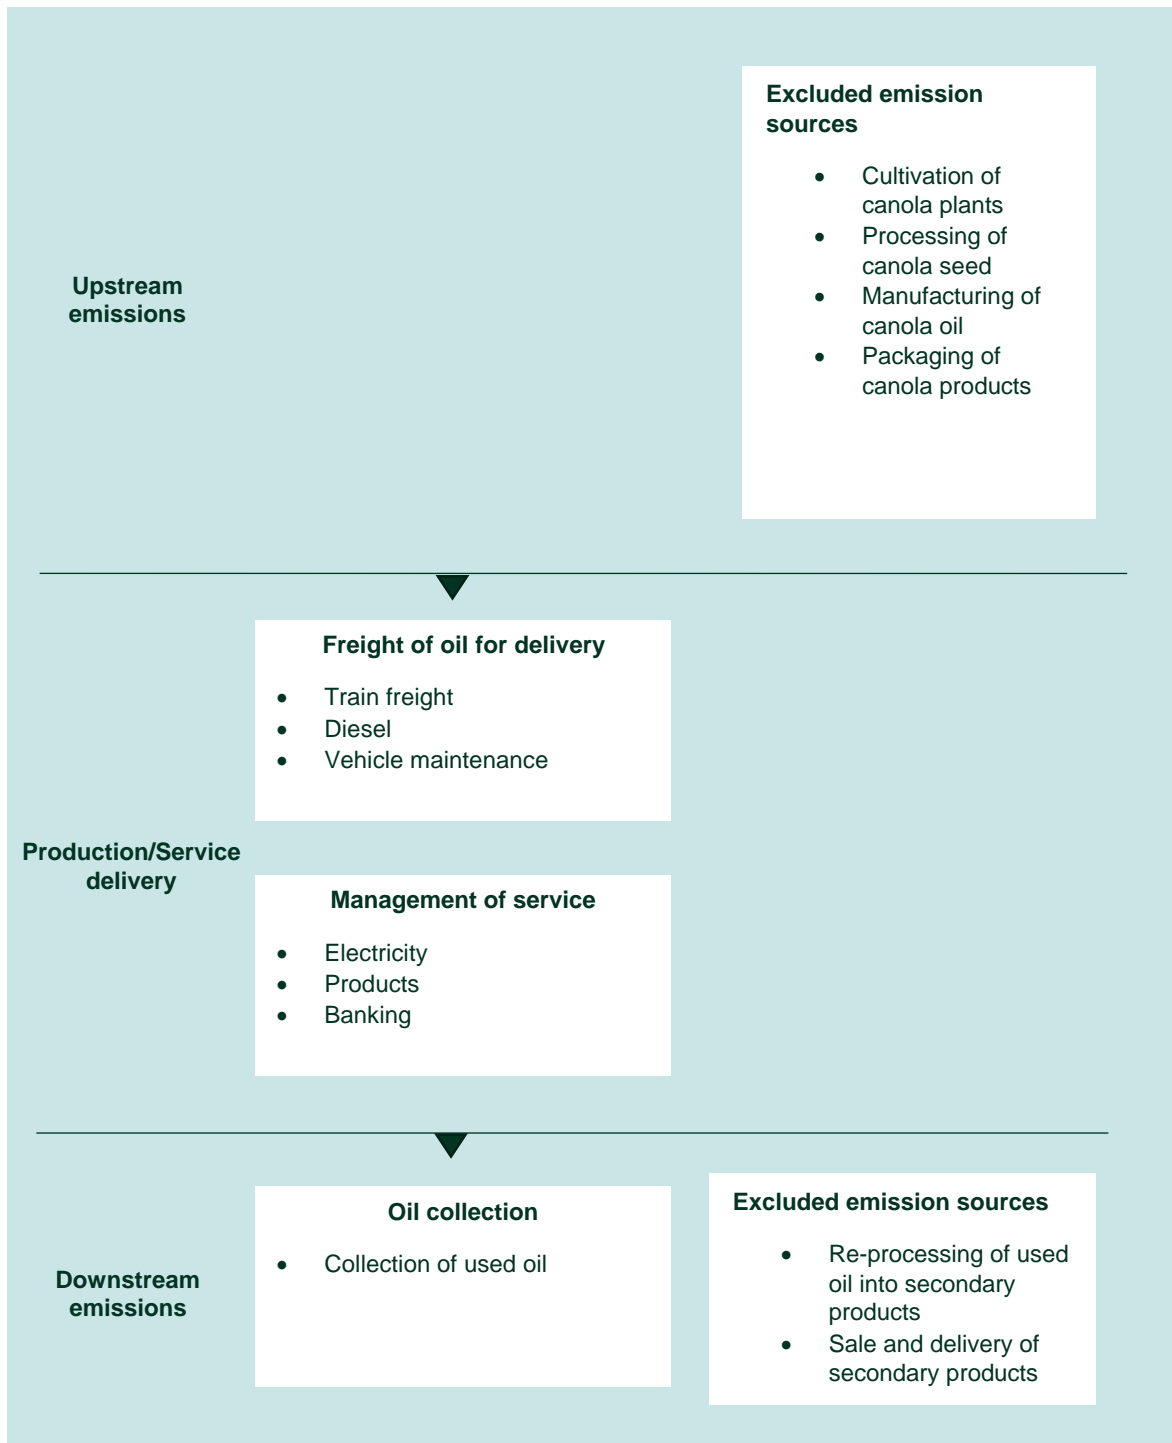 Excluded emission
sources
• Cultivation of
canola plants
• Processing of
canola seed
• Manufacturing of
canola oil
• Packaging of
canola products
Upstream
emissions
Freight of oil for delivery
• Train freight
• Diesel
• Vehicle maintenance
Production/Service
delivery
Management of service
• Electricity
• Products
• Banking
Oil collection
• Collection of used oil
Downstream
emissions
Excluded emission sources
• Re-processing of used
oil into secondary
products
• Sale and delivery of
secondary products